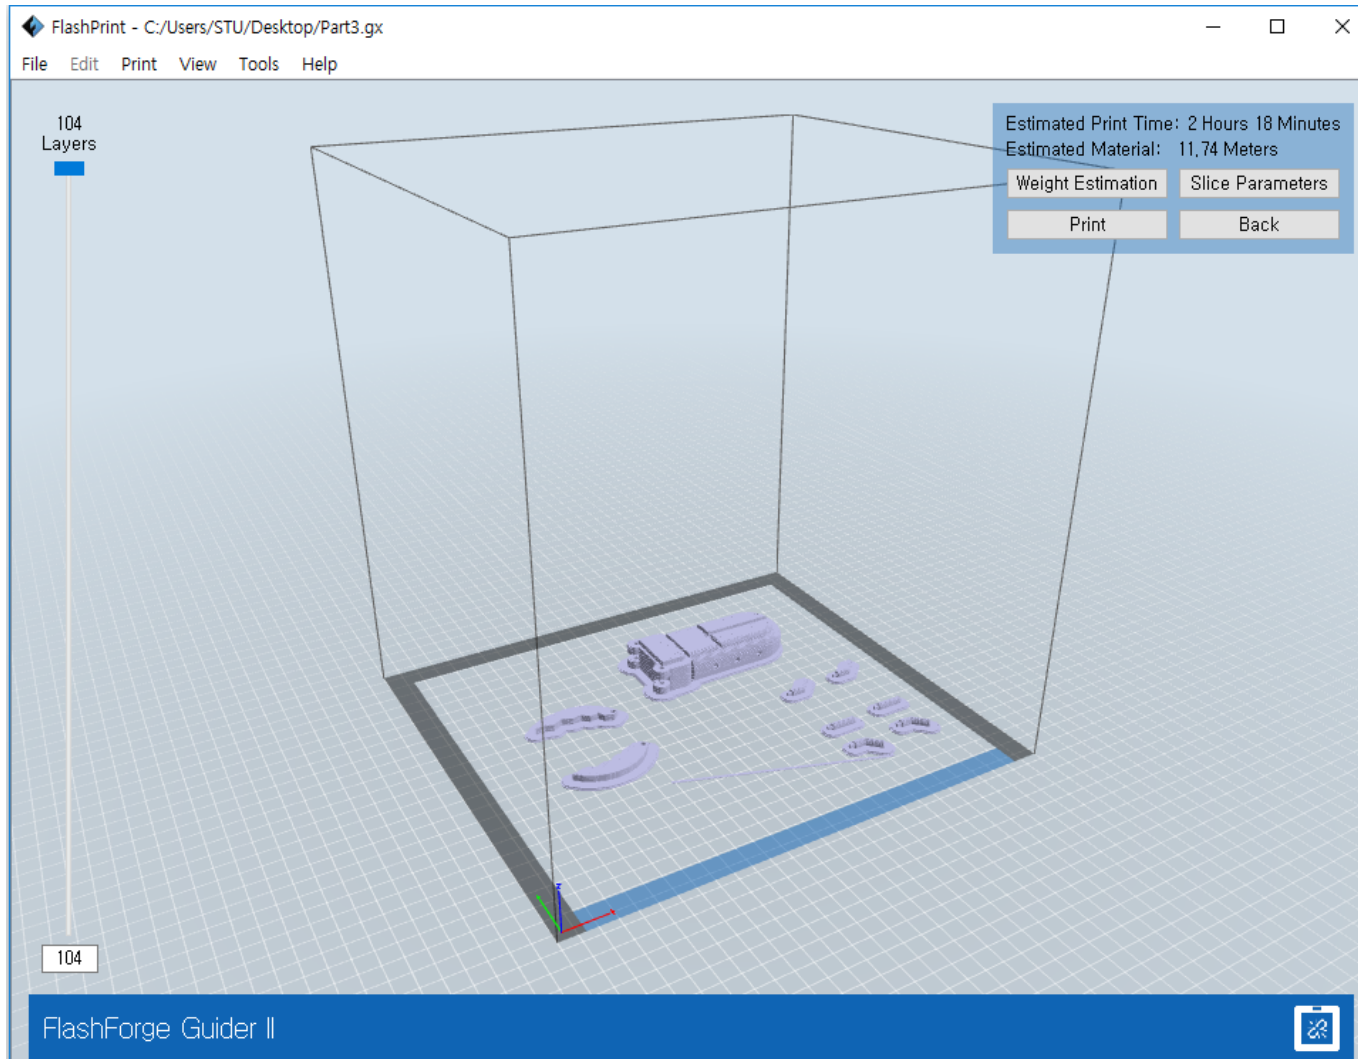 FlashPrint - C:/Users/STU/Desktop/Part3.gx
File Edit Print View Tools Help
104
Layers
Estimated Print Time: 2 Hours 18 Minutes
Estimated Material: 11,74 Meters
Weight Estimation Slice Parameters
Print Back
104
FlashForge Guider II